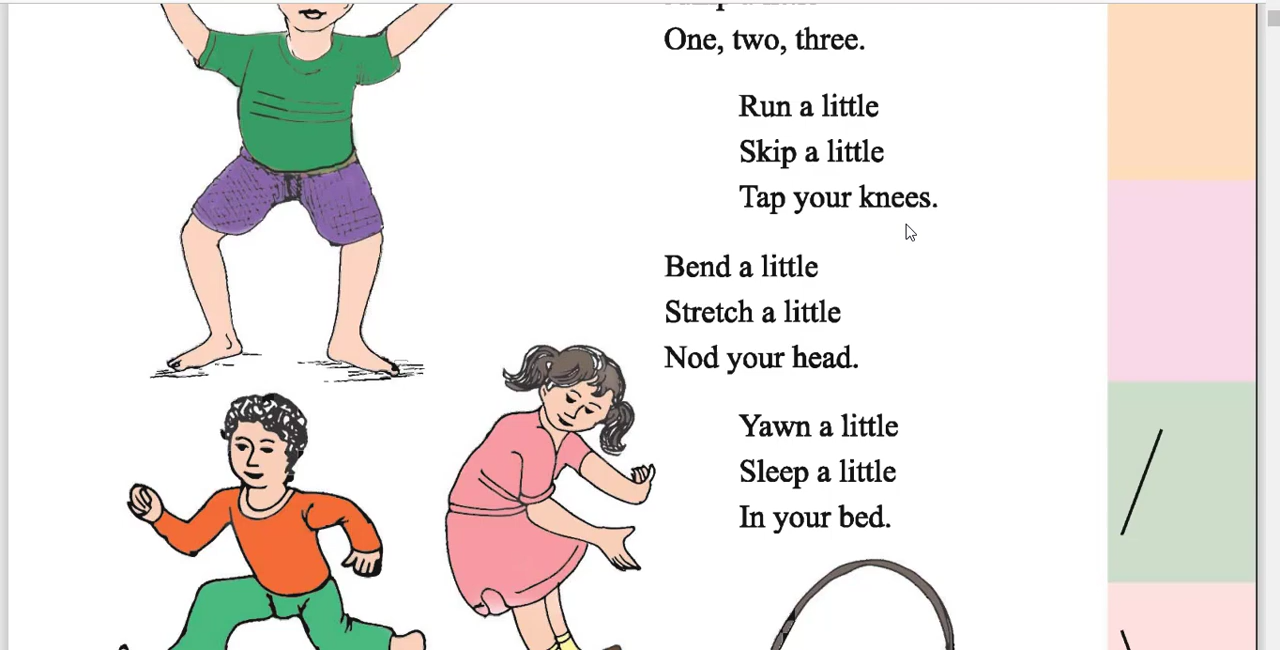 One, two, three.
Run a little
Skip a little
Tap your knees.
Bend a little
Stretch a little
Nod your head.
Yawn a little
Sleep a little
In your bed.